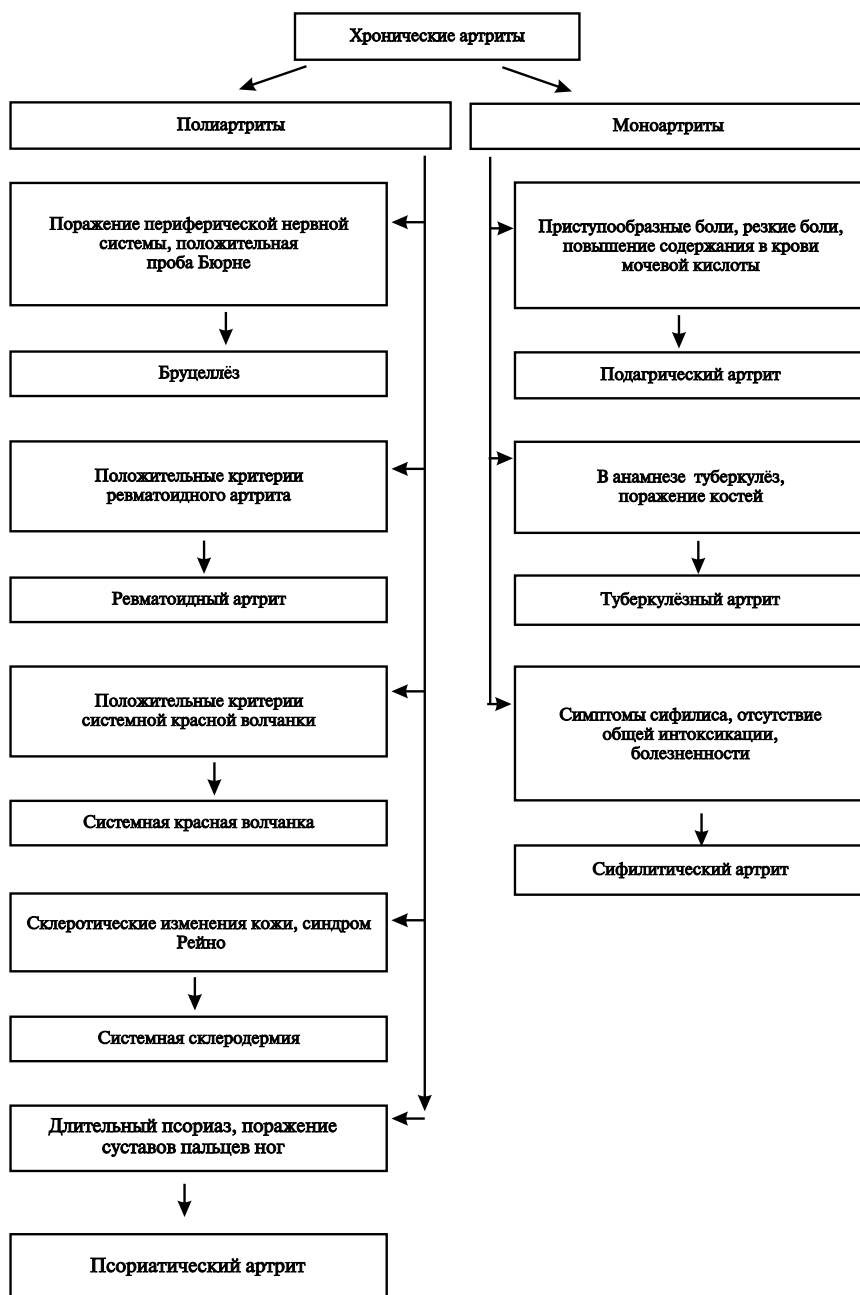 Хронические артриты
Полиартриты
Моноартриты
Поражение периферической нервной
системы, положительная
проба Бюрне
Бруцеллёз
Положительные критерии
ревматоидного артрита
Ревматоидный артрит
Положительные критерии
системной красной волчанки
Системная красная волчанка
Склеротические изменения кожи, синдром
Рейно
Системная склеродермия
Длительный псориаз, поражение
суставов пальцев ног
Псориатический артрит
Приступообразные боли, резкие боли,
повышение содержания в крови
мочевой кислоты
Подагрический артрит
В анамнезе туберкулёз,
поражение костей
Туберкулёзный артрит
Симптомы сифилиса, отсутствие
общей интоксикации,
болезненности
Сифилитический артрит